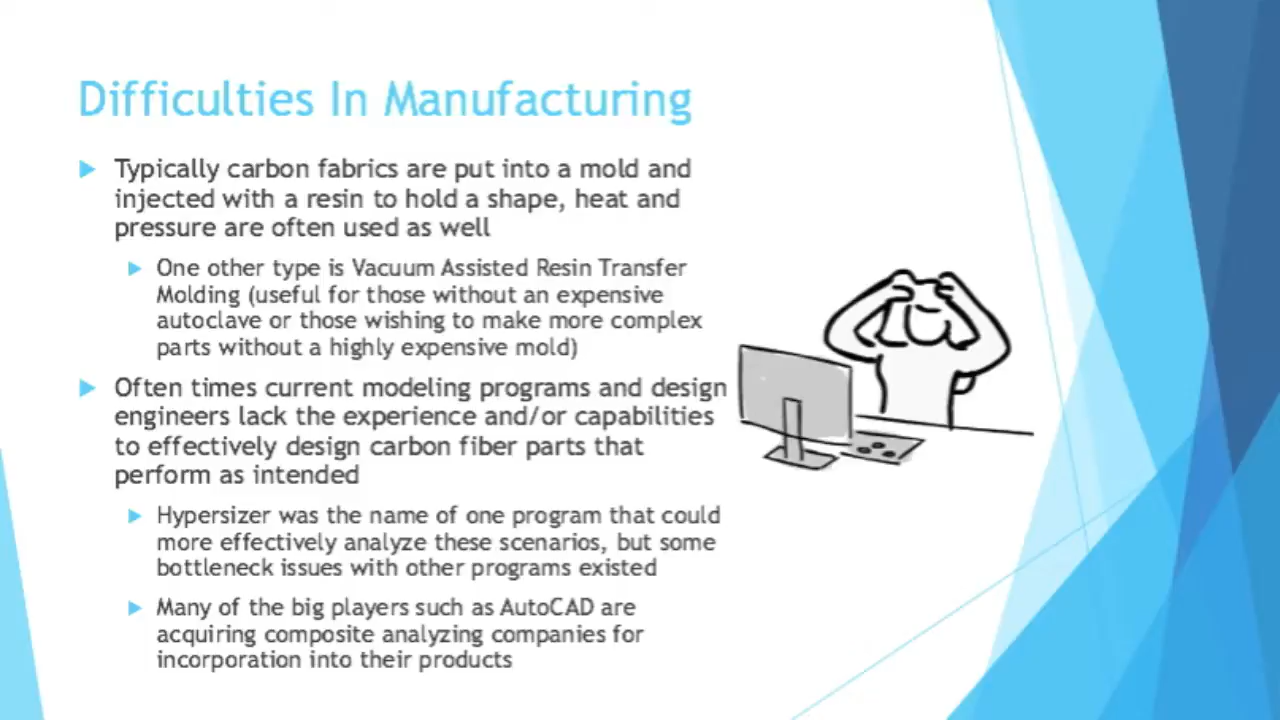 Difficulties In Manufacturing
Typically carbon fabrics are put into a mold and
injected with a resin to hold a shape, heat and
pressure are often used as well
One other type is Vacuum Assisted Resin Transfer
Molding (useful for those without an expensive
autoclave or those wishing to make more complex
parts without a highly expensive mold)
Often times current modeling programs and design
engineers lack the experience and/or capabilities
to effectively design carbon fiber parts that
perform as intended
Hypersizer was the name of one program that could
more effectively analyze these scenarios, but some
bottleneck issues with other programs existed
Many of the big players such as AutoCAD are
acquiring composite analyzing companies for
incorporation into their products